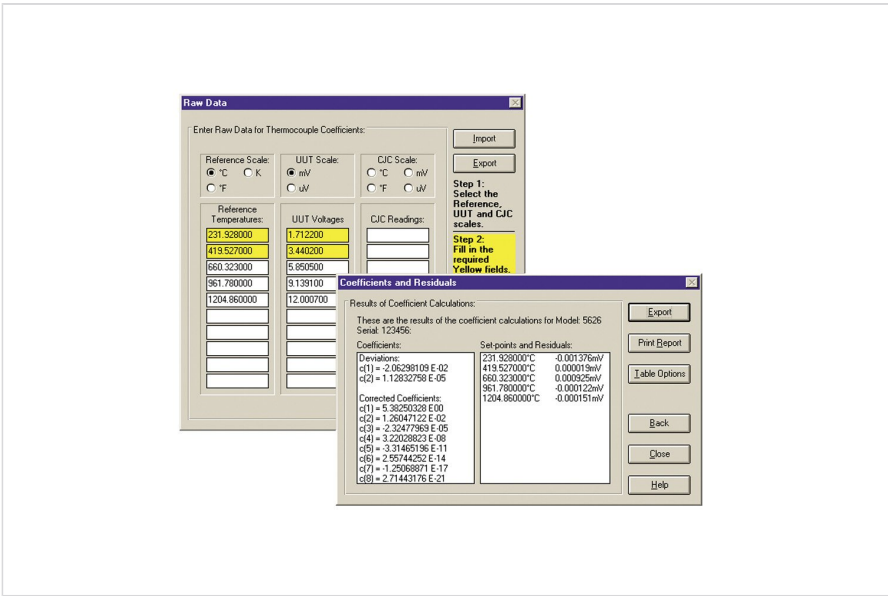 Raw Data
Enter Raw Data for Thermocouple Coefficients:
Reference Scale:
°C K
°F
UUT Scale:
mV
uV
CJC Scale:
°C mV
°F uV
Import
Export
Step 1:
Select the
Reference,
UUT and CJC
scales.
Step 2:
Fill in the
required
Yellow fields.
Reference
Temperatures:
231.928000
419.527000
660.323000
961.780000
1204.860000
UUT Voltages
1.712200
3.440200
5.850500
9.139100
12.000700
CJC Readings:
Coefficients and Residuals
Results of Coefficient Calculations:
These are the results of the coefficient calculations for Model: 5626
Serial: 123456:
Coefficients:
Deviations:
c(1) = -2.06298109 E-02
c(2) = 1.12832758 E-05
Corrected Coefficients:
c(1) = 5.38250328 E00
c(2) = 1.26047122 E-02
c(3) = -2.32477969 E-05
c(4) = 3.22028823 E-08
c(5) = -3.31465196 E-11
c(6) = 2.55744252 E-14
c(7) = -1.25068871 E-17
c(8) = 2.71443176 E-21
Set-points and Residuals:
231.928000°C -0.001376mV
419.527000°C 0.000019mV
660.323000°C 0.000925mV
961.780000°C -0.000122mV
1204.860000°C -0.000151mV
Export
Print Report
Table Options
Back
Close
Help